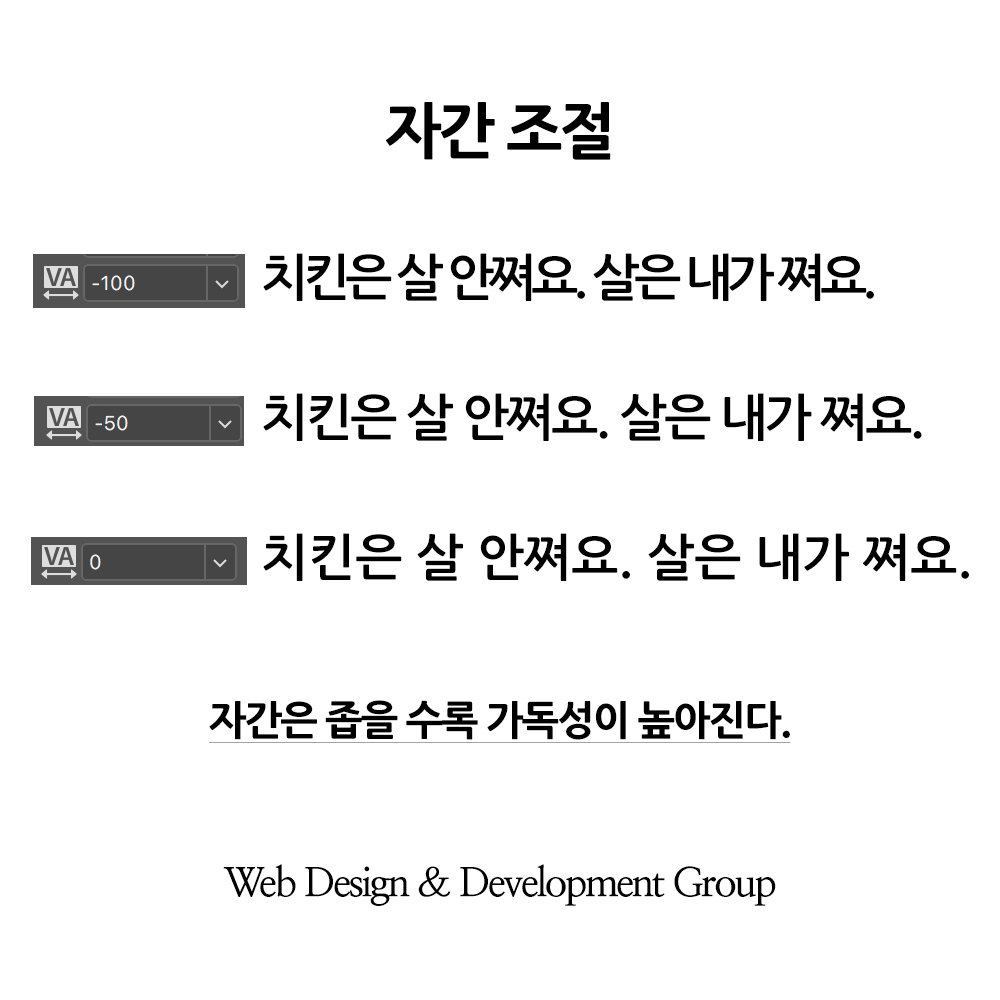 자간 조절
VA -100 치킨은 살 안쪄요. 살은 내가 쪄요.
VA -50 치킨은 살 안쪄요. 살은 내가 쪄요.
VA 0 치킨은 살 안쪄요. 살은 내가 쪄요.
자간은 좁을 수록 가독성이 높아진다.
Web Design & Development Group